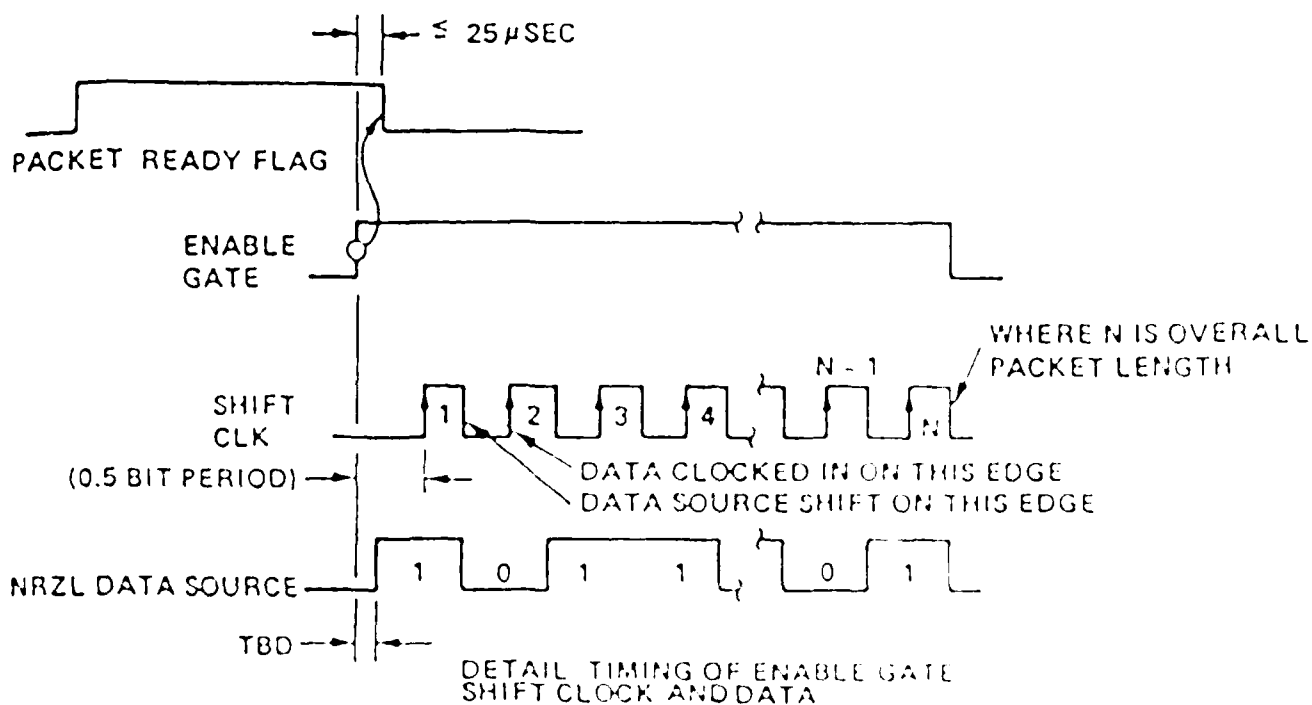 ≤ 25 μSEC
PACKET READY FLAG
ENABLE
GATE
WHERE N IS OVERALL
PACKET LENGTH
N - 1
SHIFT
CLK
1 2 3 4 N
(0.5 BIT PERIOD)
DATA CLOCKED IN ON THIS EDGE
DATA SOURCE SHIFT ON THIS EDGE
NRZL DATA SOURCE
1 0 1 1 0 1
TBD
DETAIL TIMING OF ENABLE GATE
SHIFT CLOCK AND DATA